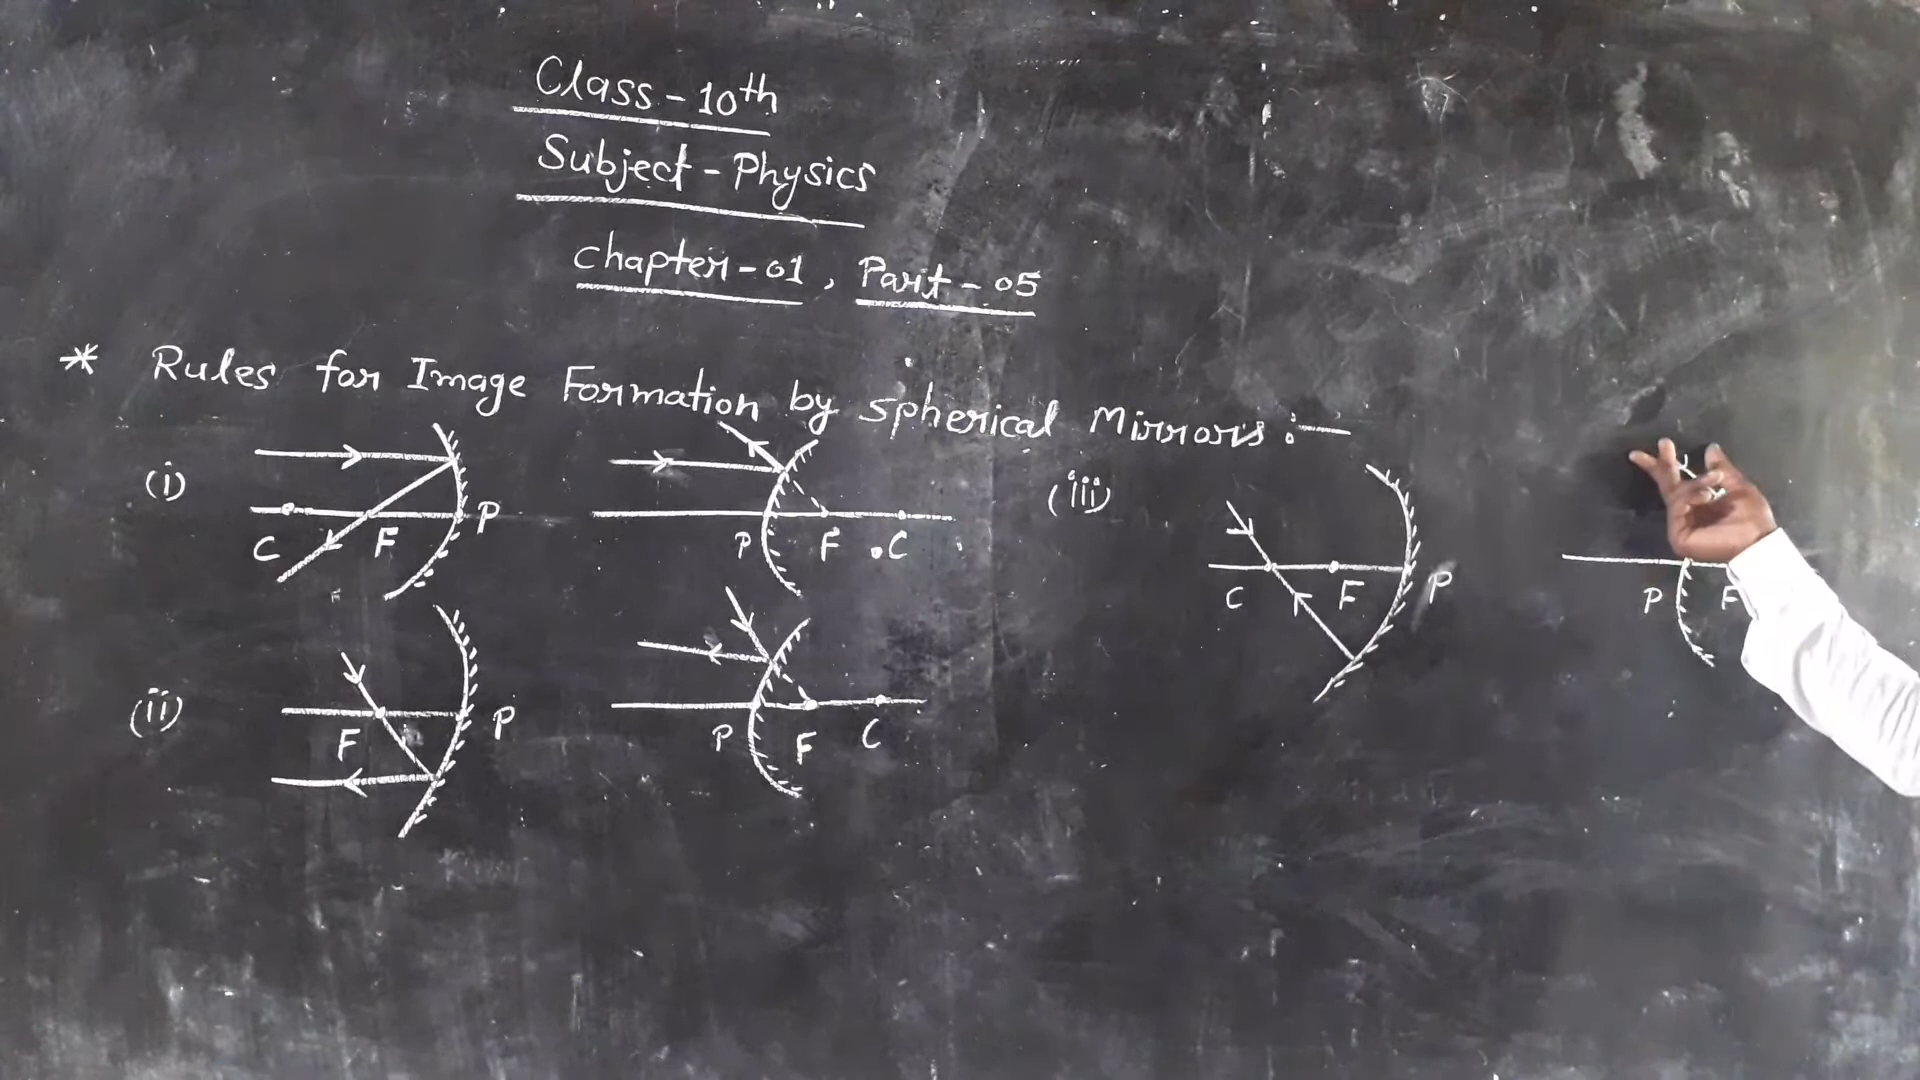 Class - 10th
Subject - Physics
Chapter - 01, Part - 05
* Rules for Image Formation by Spherical Mirrors :-
(i)
C F P
P F C
(ii)
F P
P F C
(iii)
C F P
P F